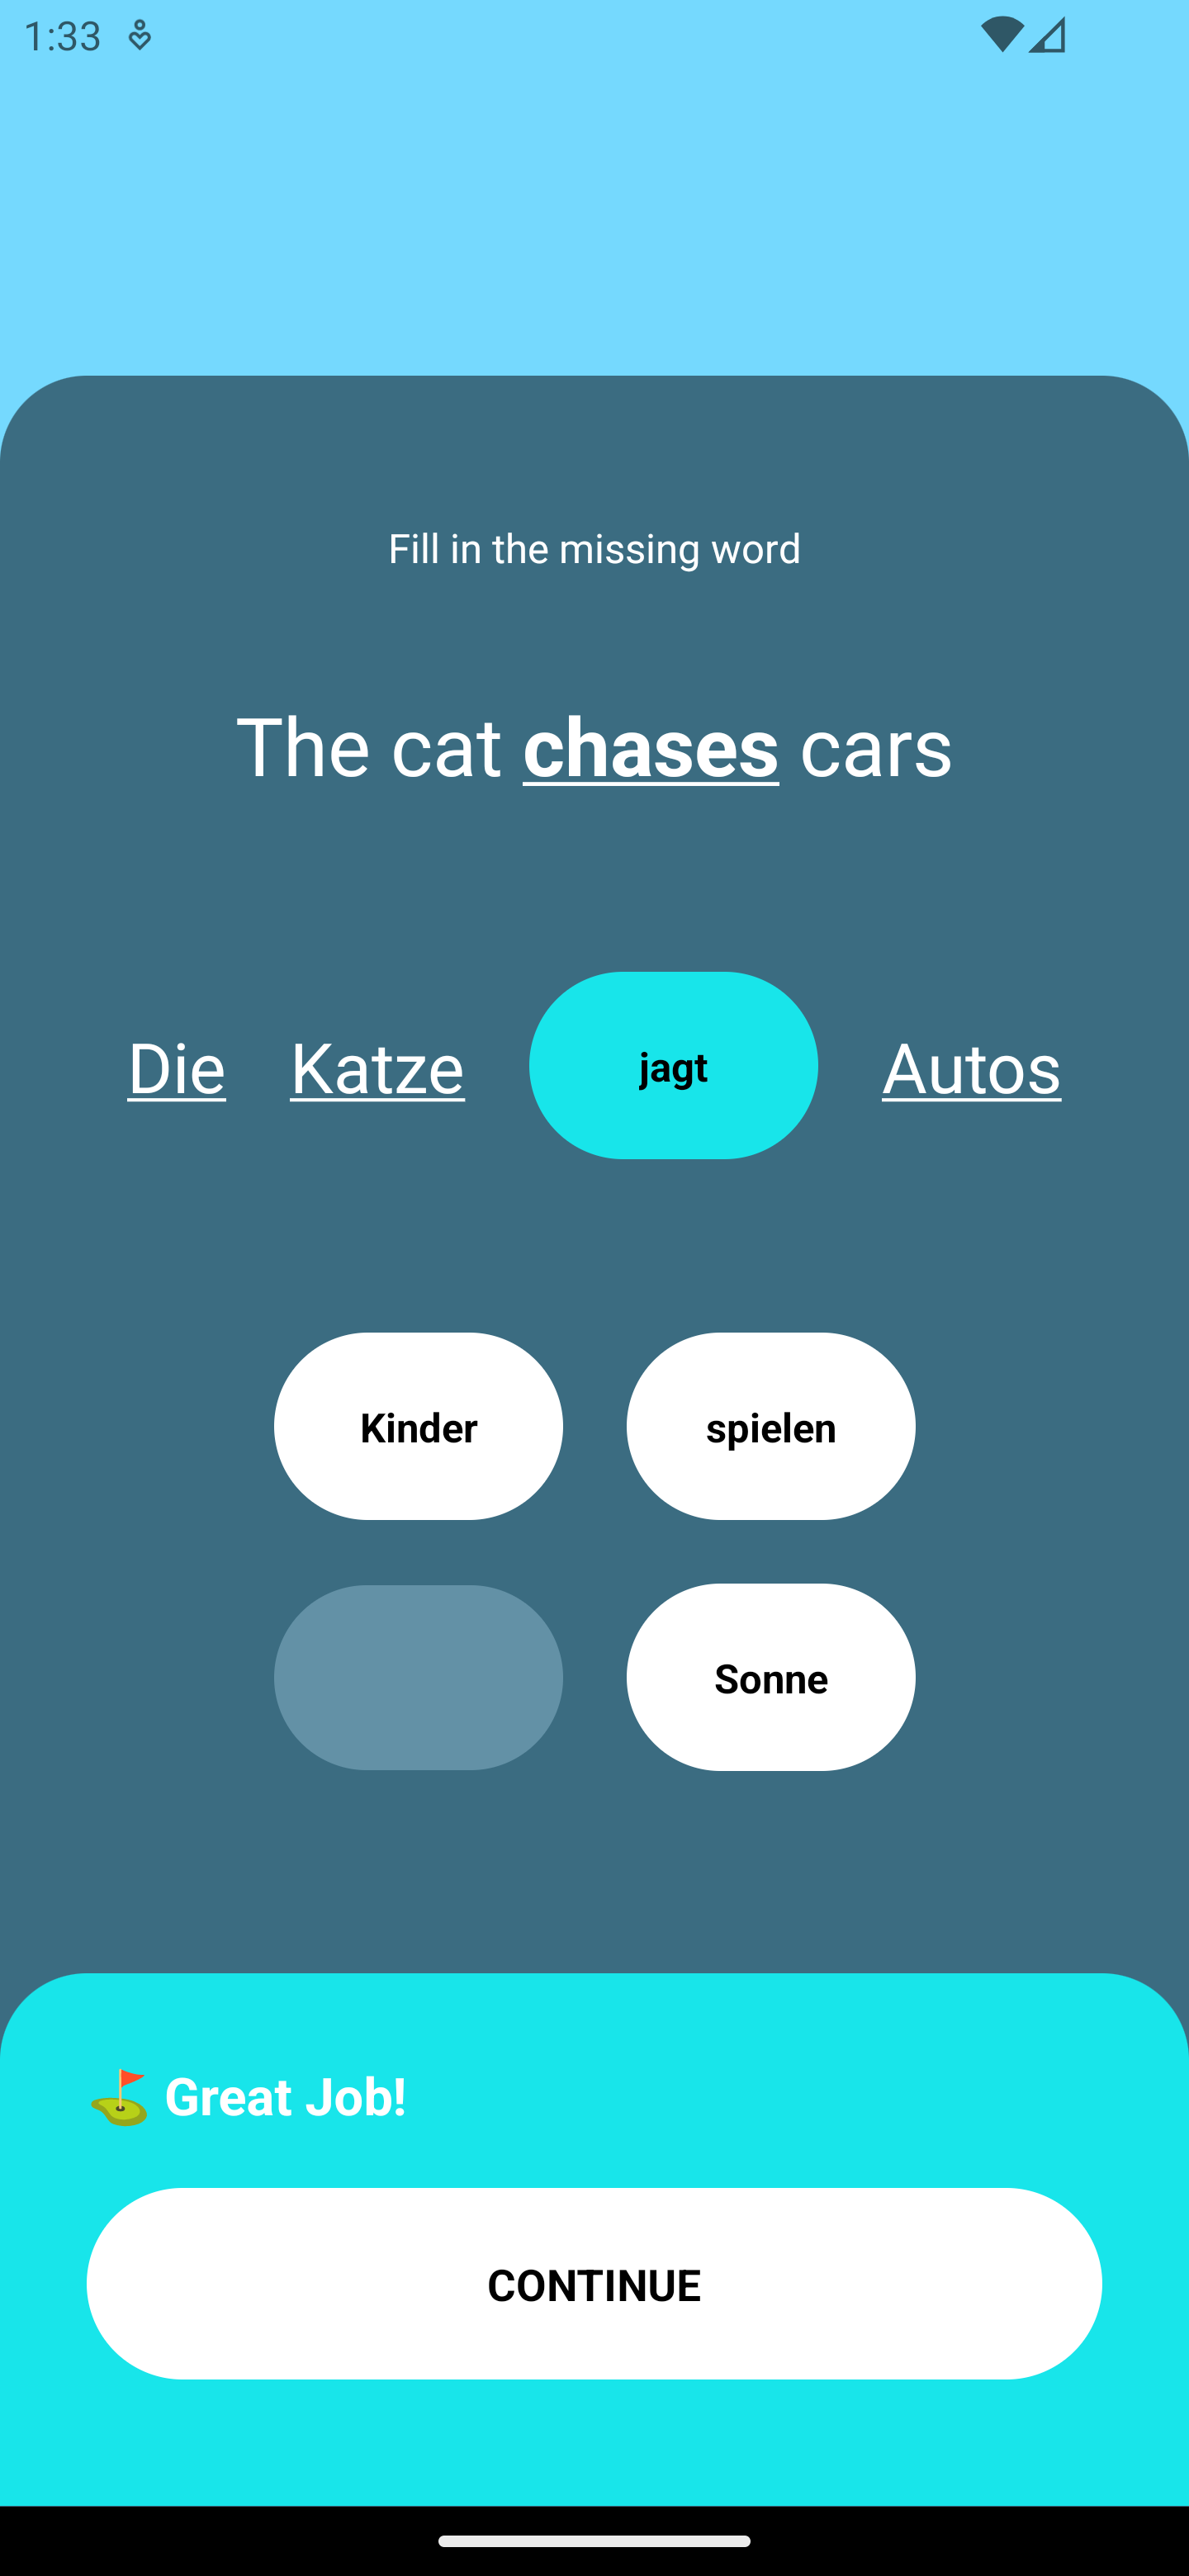 1:33
Fill in the missing word
The cat chases cars
Die Katze jagt Autos
Kinder spielen
Sonne
Great Job!
CONTINUE